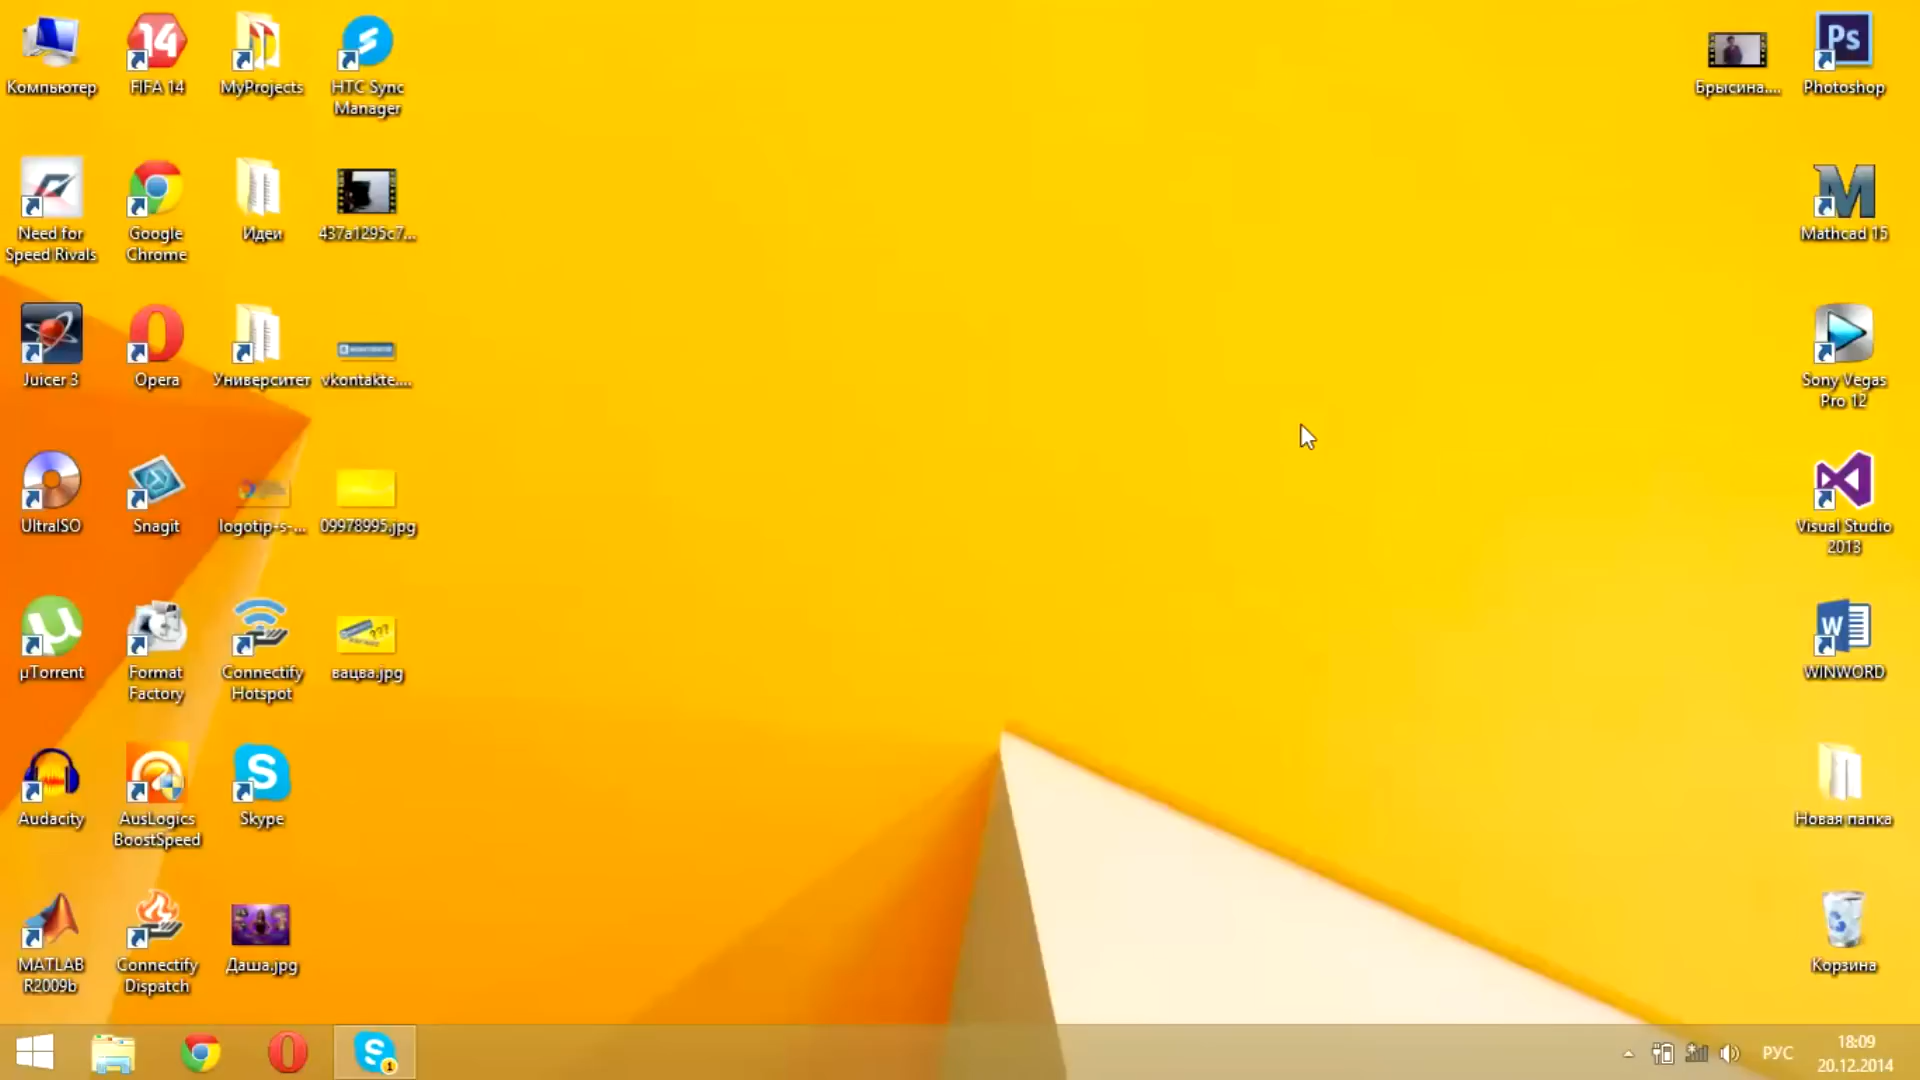 Компьютер
FIFA 14
MyProjects
HTC Sync
Manager
Брысина....
Photoshop
Need for
Speed Rivals
Google
Chrome
Идеи
437a1295c7...
Mathcad 15
Juicer 3
Opera
Университет
vkontakte....
Sony Vegas
Pro 12
UltraISO
Snagit
logotip-s-...
09978995.jpg
Visual Studio
2013
µTorrent
Format
Factory
Connectify
Hotspot
вацва.jpg
WINWORD
Audacity
AusLogics
BoostSpeed
Skype
Новая папка
MATLAB
R2009b
Connectify
Dispatch
Даша.jpg
Корзина
РУС
18:09
20.12.2014